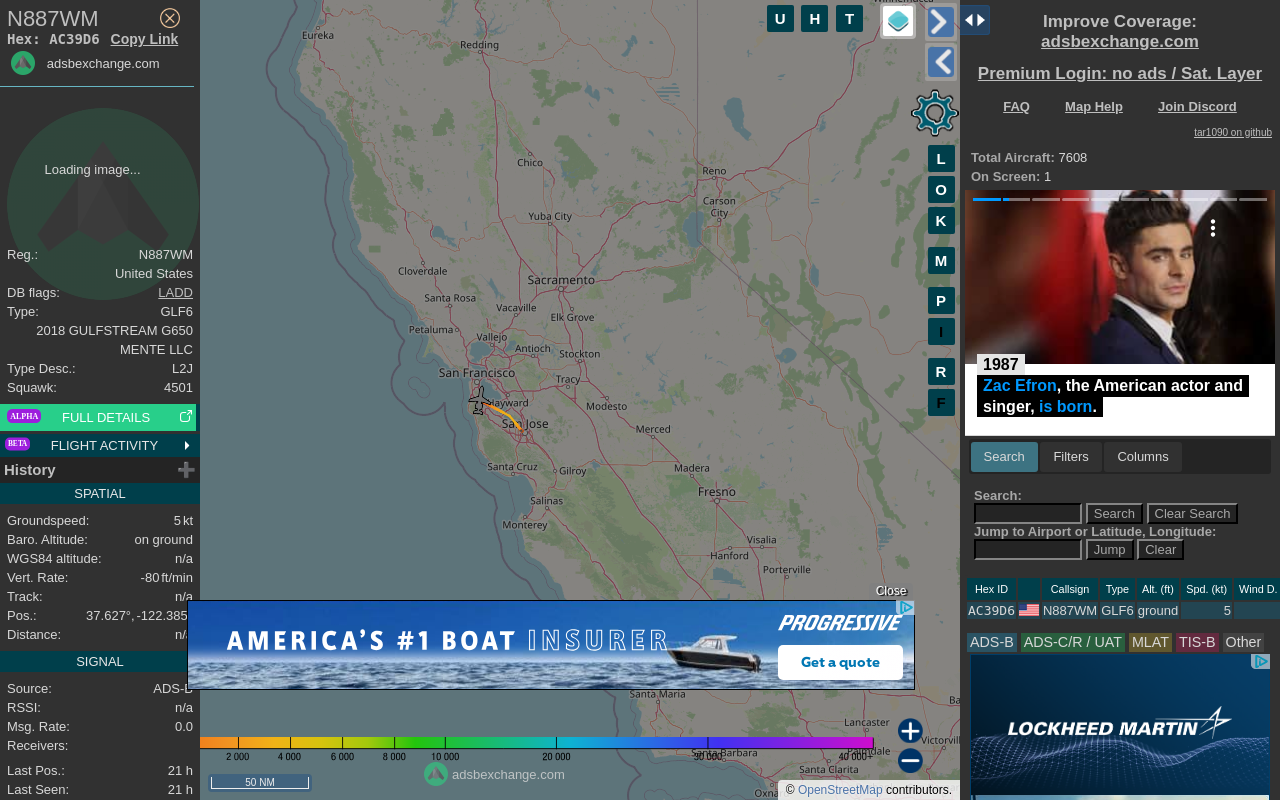 N887WM
Hex: AC39D6 Copy Link
adsbexchange.com
Loading image...
Reg.: N887WM
United States
DB flags: LADD
Type: GLF6
2018 GULFSTREAM G650
MENTE LLC
Type Desc.: L2J
Squawk: 4501
ALPHA FULL DETAILS
BETA FLIGHT ACTIVITY
History
SPATIAL
Groundspeed: 5 kt
Baro. Altitude: on ground
WGS84 altitude: n/a
Vert. Rate: -80 ft/min
Track: n/a
Pos.: 37.627°, -122.385
Distance: n/a
SIGNAL
Source: ADS-B
RSSI: n/a
Msg. Rate: 0.0
Receivers:
Last Pos.: 21 h
Last Seen: 21 h
U H T
L
O
K
M
P
I
R
F
Eureka
Redding
Chico
Reno
Carson
City
Yuba City
Cloverdale
Sacramento
Santa Rosa
Vacaville
Elk Grove
Petaluma
Vallejo
Antioch
Stockton
San Francisco
Tracy
Hayward
Modesto
San Jose
Merced
Santa Cruz
Gilroy
Madera
Fresno
Salinas
Monterey
Visalia
Hanford
Porterville
Santa Maria
Lancaster
Santa Barbara
Palmdale
Victorvil
Santa Clarita
Oxna
Ba
Close
AMERICA'S #1 BOAT INSURER
PROGRESSIVE
Get a quote
2 000 4 000 6 000 8 000 10 000 20 000 30 000 40 000+
adsbexchange.com
50 NM
© OpenStreetMap contributors.
Improve Coverage:
adsbexchange.com
Premium Login: no ads / Sat. Layer
FAQ Map Help Join Discord
tar1090 on github
Total Aircraft: 7608
On Screen: 1
1987
Zac Efron, the American actor and
singer, is born.
Search Filters Columns
Search:
Search Clear Search
Jump to Airport or Latitude, Longitude:
Jump Clear
Hex ID Callsign Type Alt. (ft) Spd. (kt) Wind D.
AC39D6 N887WM GLF6 ground 5
ADS-B ADS-C/R / UAT MLAT TIS-B Other
LOCKHEED MARTIN